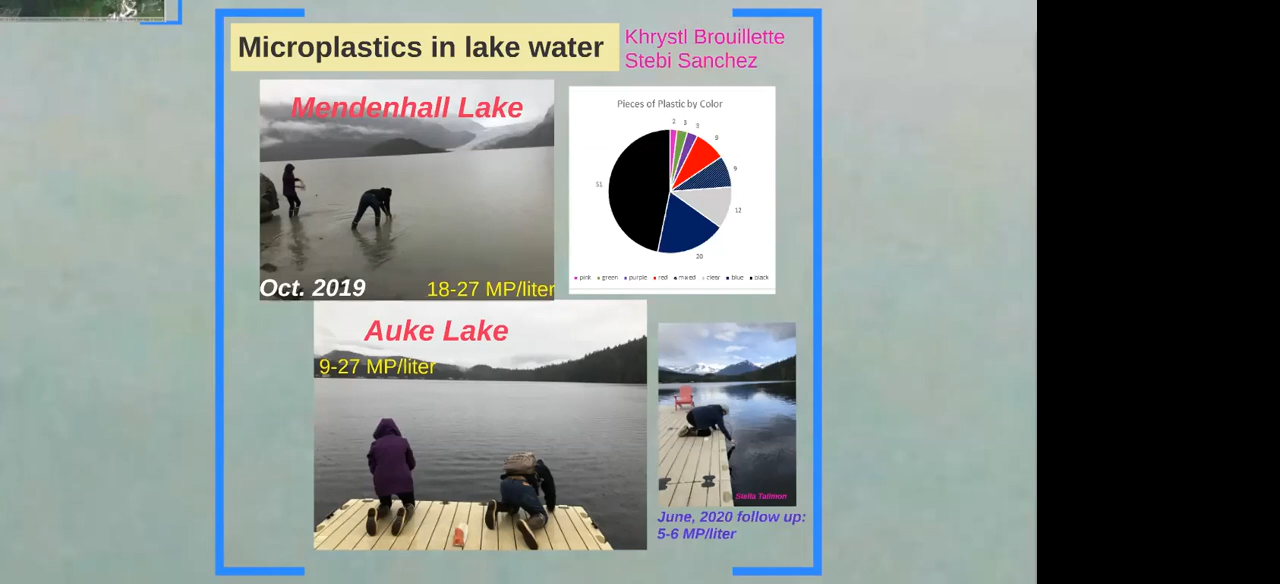 Microplastics in lake water
Khrystl Brouillette
Stebi Sanchez
Mendenhall Lake
Oct. 2019
18-27 MP/liter
Pieces of Plastic by Color
2
3
3
9
9
12
20
51
pink green purple red mixed clear blue black
Auke Lake
9-27 MP/liter
Stella Tallmon
June, 2020 follow up:
5-6 MP/liter